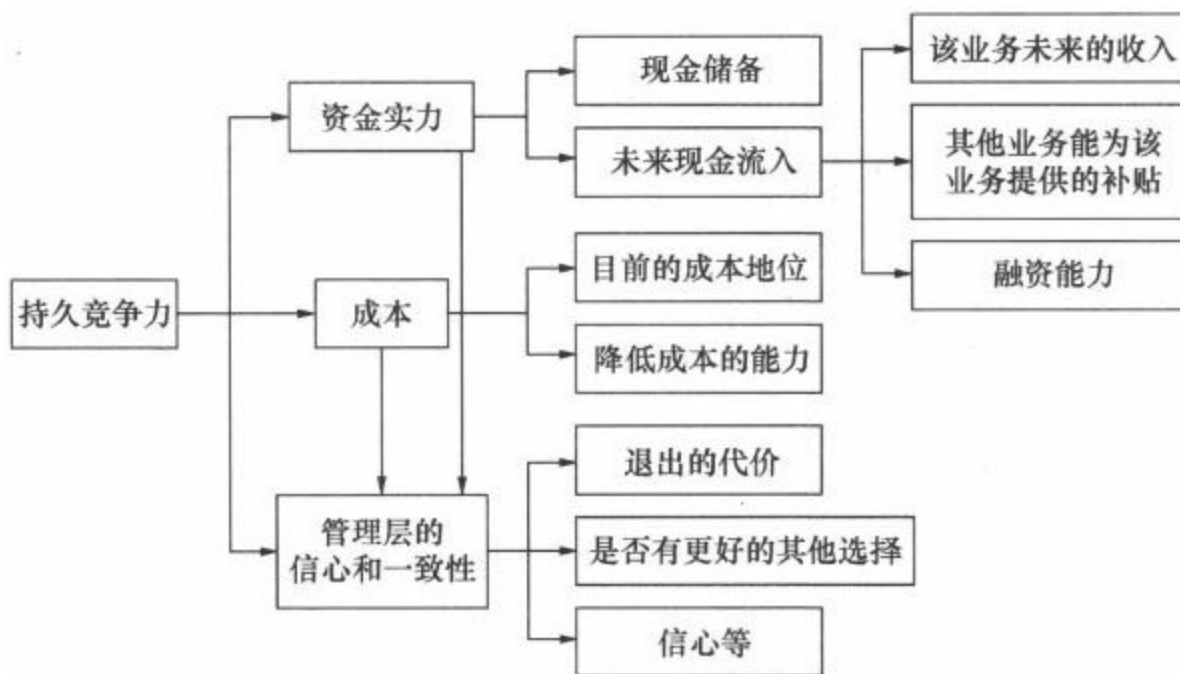 该业务未来的收入
现金储备
资金实力
其他业务能为该
业务提供的补贴
未来现金流入
目前的成本地位
融资能力
持久竞争力
成本
降低成本的能力
退出的代价
管理层的
信心和一致性
是否有更好的其他选择
信心等